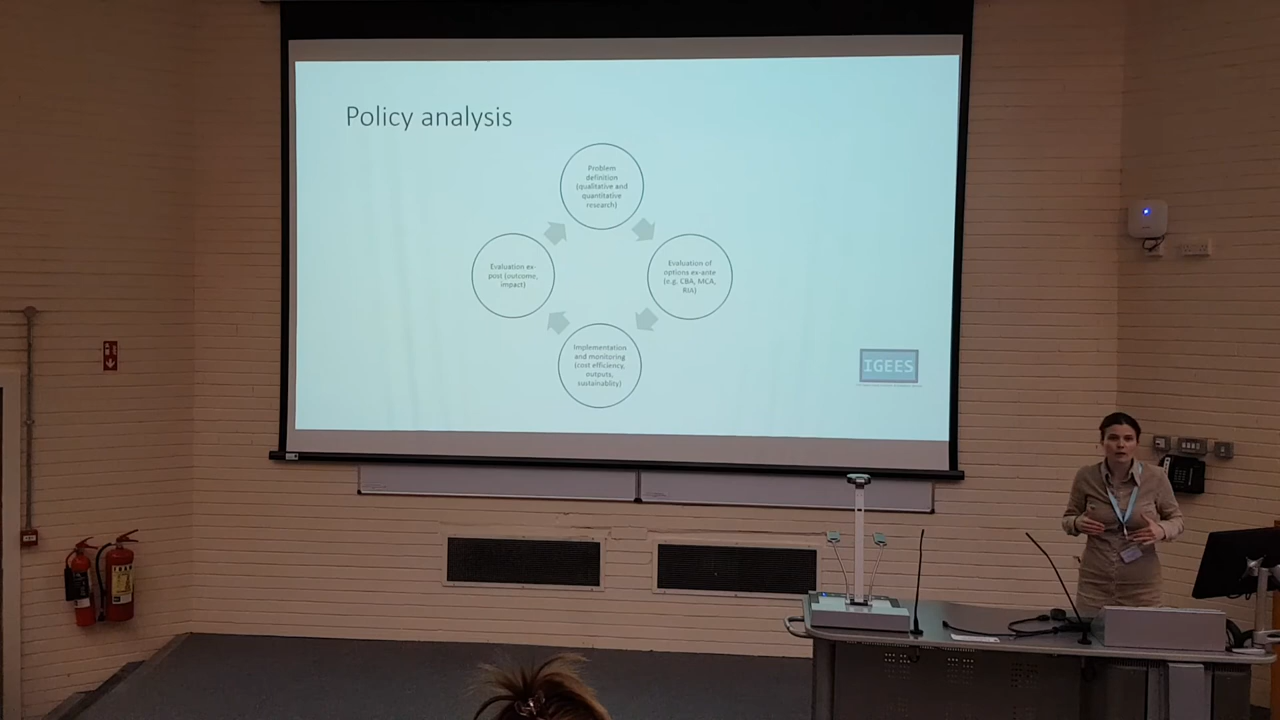 Policy analysis
Problem
definition
(qualitative and
quantitative
research)
Evaluation of
options ex-ante
(e.g. CBA, MCA,
RIA)
Implementation
and monitoring
(cost efficiency,
outputs,
sustainablity)
Evaluation ex-
post (outcome,
impact)
IGEES